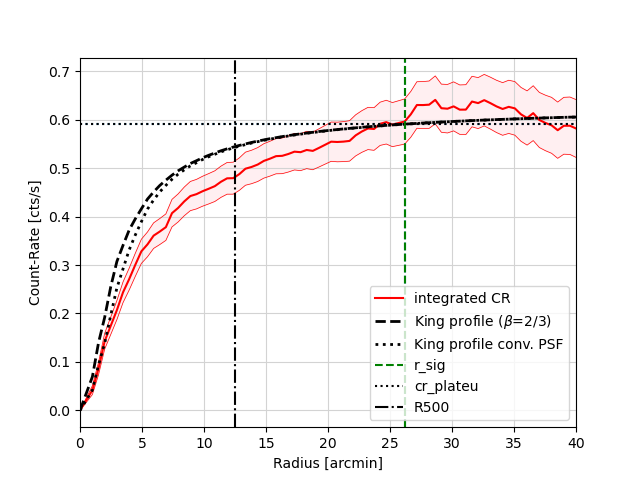 0.7
0.6
0.5
0.4
0.3
0.2
0.1
0.0
Count-Rate [cts/s]
integrated CR
King profile (β=2/3)
King profile conv. PSF
r_sig
cr_plateu
R500
0 5 10 15 20 25 30 35 40
Radius [arcmin]